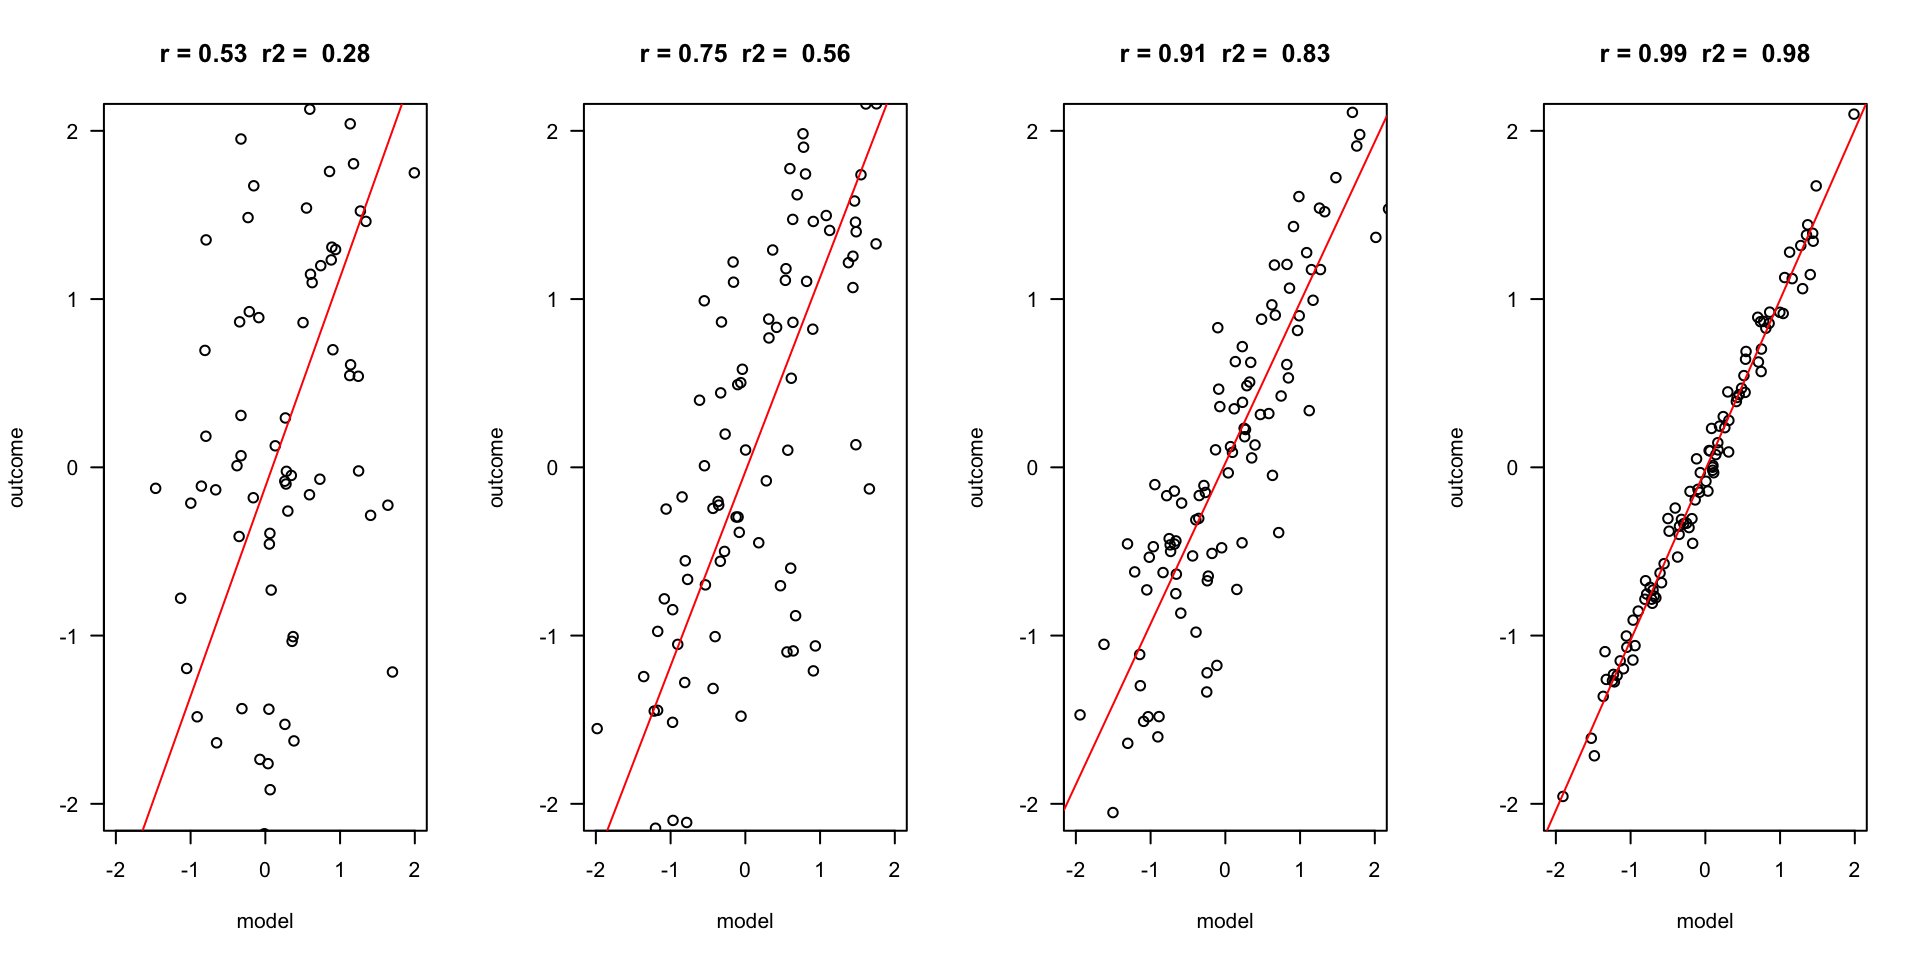 r = 0.53  r2 =  0.28
2
1
0
-1
-2
outcome
-2 -1 0 1 2
model
r = 0.75  r2 =  0.56
2
1
0
-1
-2
outcome
-2 -1 0 1 2
model
r = 0.91  r2 =  0.83
2
1
0
-1
-2
outcome
-2 -1 0 1 2
model
r = 0.99  r2 =  0.98
2
1
0
-1
-2
outcome
-2 -1 0 1 2
model